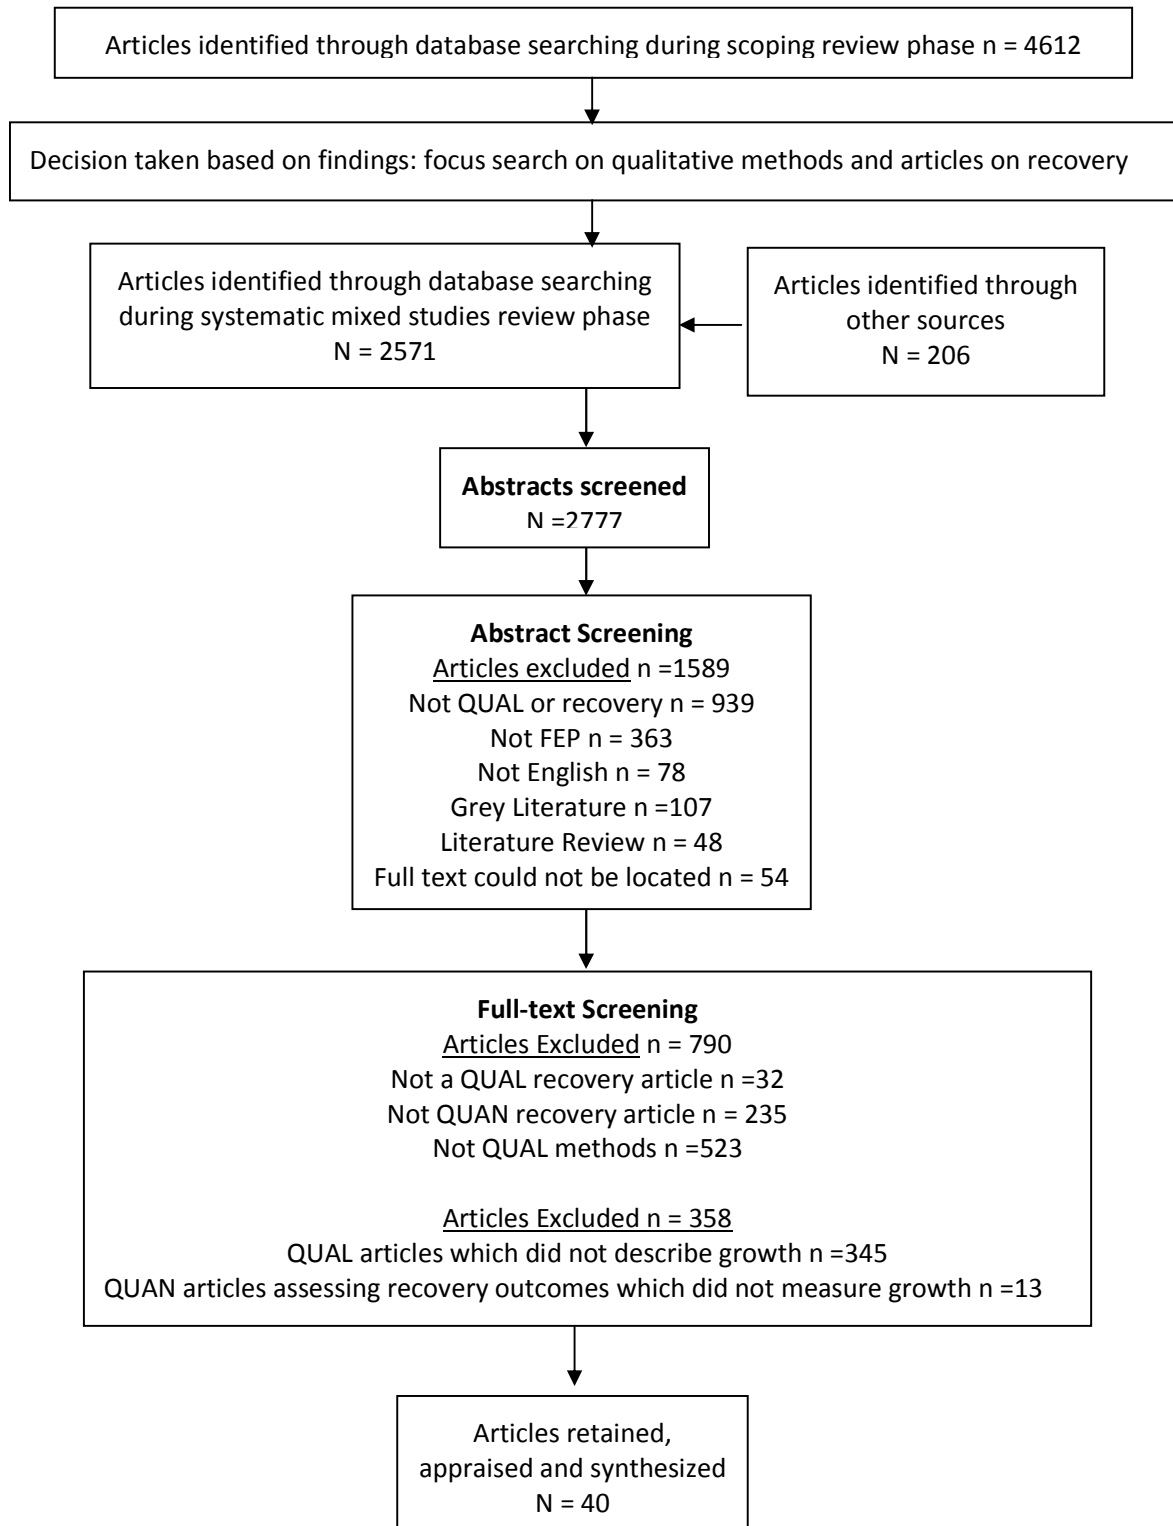 Articles identified through database searching during scoping review phase n = 4612
Decision taken based on findings: focus search on qualitative methods and articles on recovery
Articles identified through database searching
during systematic mixed studies review phase
N = 2571
Articles identified through
other sources
N = 206
Abstracts screened
N =2777
Abstract Screening
Articles excluded n =1589
Not QUAL or recovery n = 939
Not FEP n = 363
Not English n = 78
Grey Literature n =107
Literature Review n = 48
Full text could not be located n = 54
Full-text Screening
Articles Excluded n = 790
Not a QUAL recovery article n =32
Not QUAN recovery article n = 235
Not QUAL methods n =523
Articles Excluded n = 358
QUAL articles which did not describe growth n =345
QUAN articles assessing recovery outcomes which did not measure growth n =13
Articles retained,
appraised and synthesized
N = 40